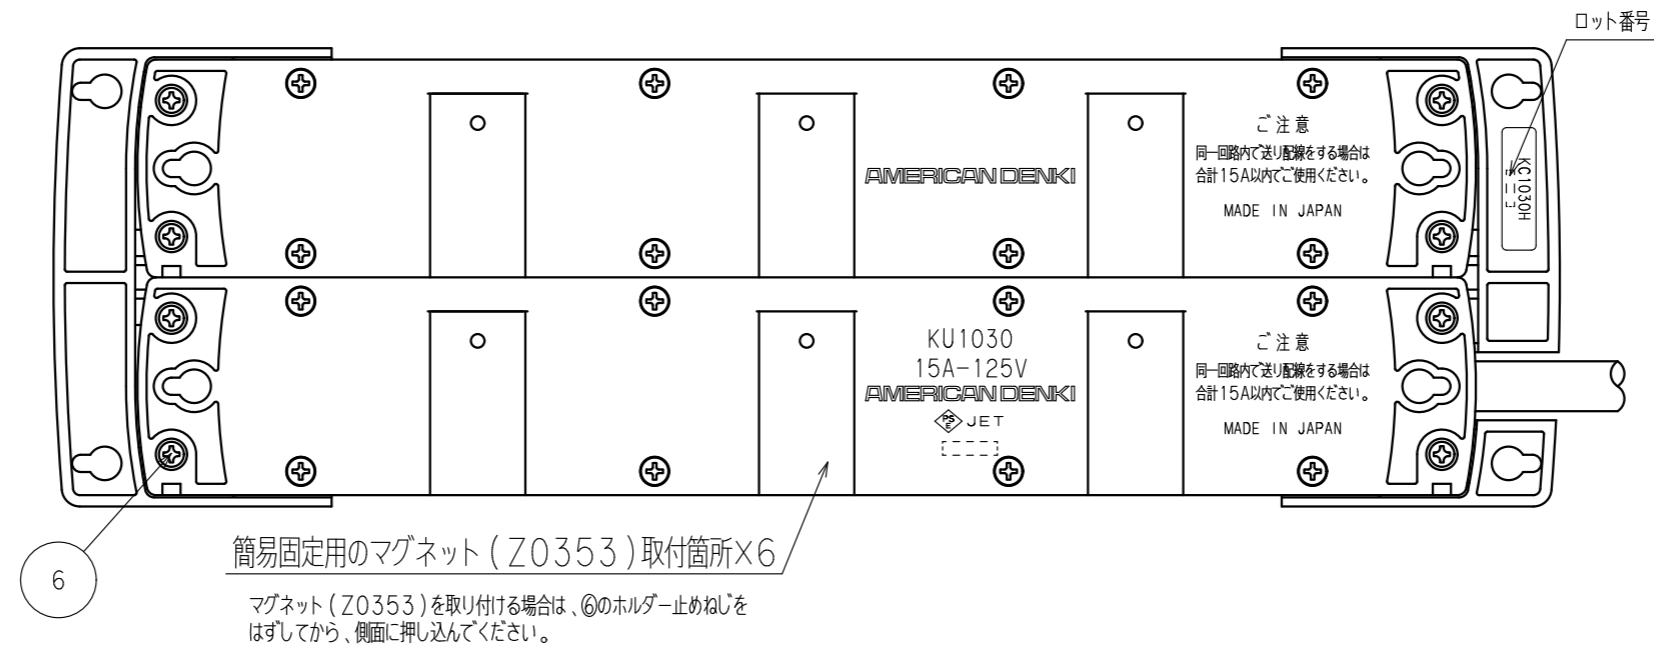 ロット番号
ご注意
同一回路内で送り配線をする場合は
合計15A以内でご使用ください。
AMERICAN DENKI
MADE IN JAPAN
KC1030H
KU1030
15A-125V
AMERICAN DENKI
PSE JET
ご注意
同一回路内で送り配線をする場合は
合計15A以内でご使用ください。
MADE IN JAPAN
簡易固定用のマグネット(Z0353)取付箇所×6
6
マグネット(Z0353)を取り付ける場合は、⑥のホルダー止めねじを
はずしてから、側面に押し込んでください。